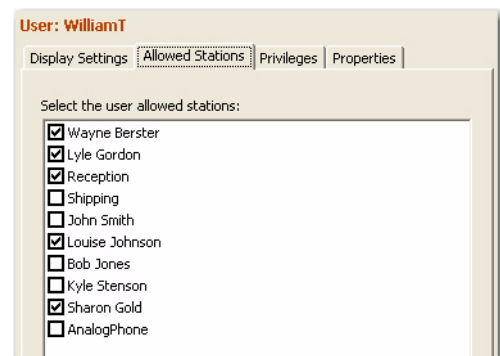 User: WilliamT
Display Settings Allowed Stations Privileges Properties
Select the user allowed stations:
Wayne Berster
Lyle Gordon
Reception
Shipping
John Smith
Louise Johnson
Bob Jones
Kyle Stenson
Sharon Gold
AnalogPhone